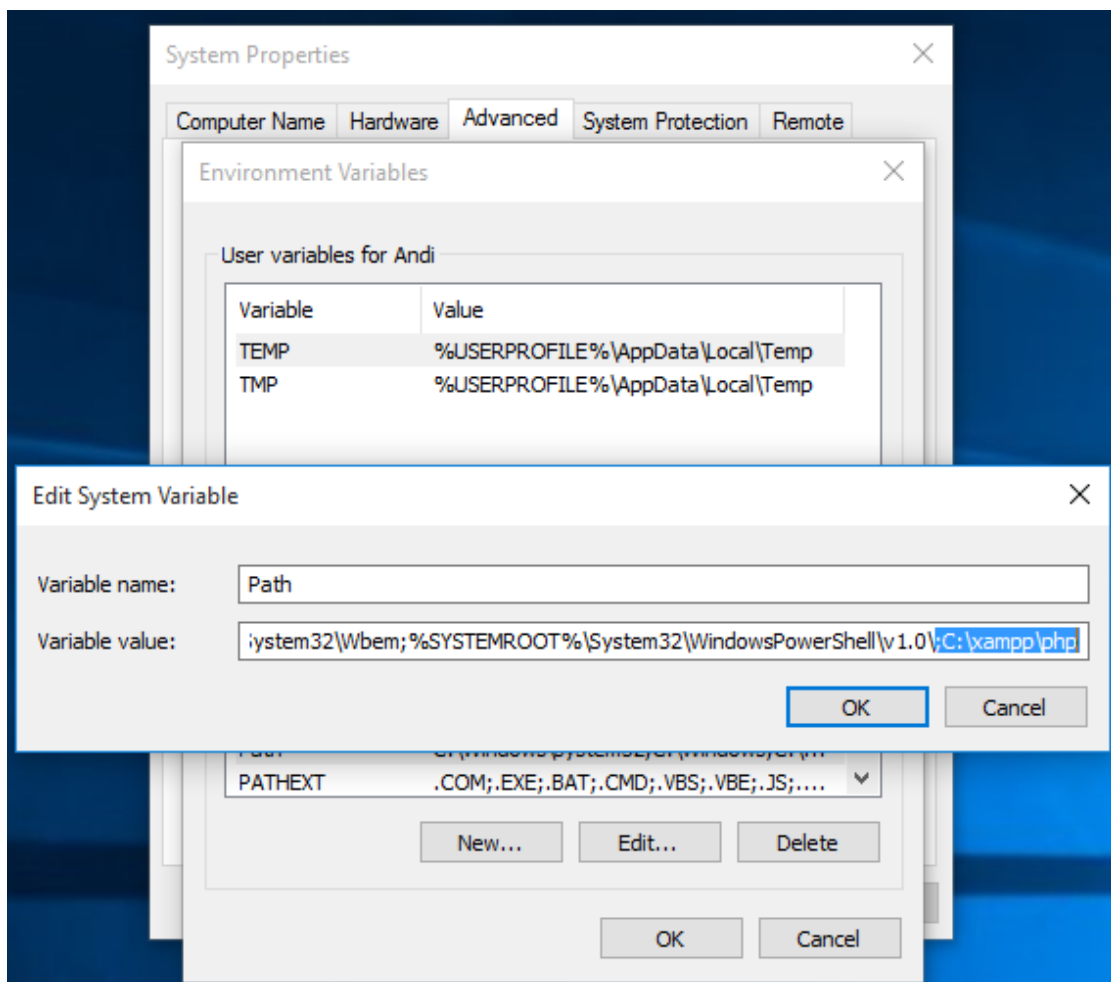 System Properties
Computer Name Hardware Advanced System Protection Remote
Environment Variables
User variables for Andi
Variable Value
TEMP %USERPROFILE%\AppData\Local\Temp
TMP %USERPROFILE%\AppData\Local\Temp
Edit System Variable
Variable name: Path
Variable value: System32\Wbem;%SYSTEMROOT%\System32\WindowsPowerShell\v1.0\;C:\xampp\php
OK Cancel
PATHEXT .COM;.EXE;.BAT;.CMD;.VBS;.VBE;.JS;....
New... Edit... Delete
OK Cancel